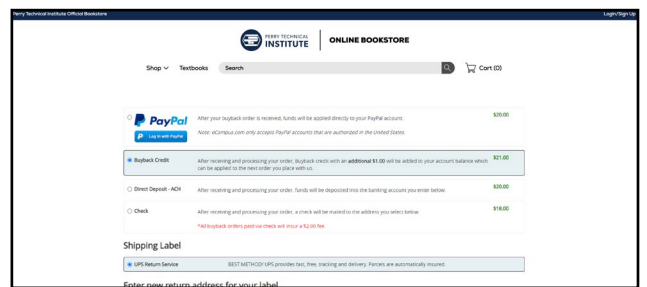 Perry Technical Institute Official Bookstore
Login/Sign Up
PERRY TECHNICAL
INSTITUTE
ONLINE BOOKSTORE
Shop
Textbooks
Search
Cart (0)
PayPal
After your buyback order is received, funds will be applied directly to your PayPal account.
$20.00
Log in with PayPal
Note: eCampus.com only accepts PayPal accounts that are authorized in the United States.
Buyback Credit
After receiving and processing your order, Buyback credit with an additional $1.00 will be added to your account balance which
$21.00
can be applied to the next order you place with us.
Direct Deposit - ACH
After receiving and processing your order, funds will be deposited into the banking account you enter below.
$20.00
Check
After receiving and processing your order, a check will be mailed to the address you select below.
$18.00
*All buyback orders paid via check will incur a $2.00 fee.
Shipping Label
UPS Return Service
BEST METHOD! UPS provides fast, free, tracking and delivery. Parcels are automatically insured.
Enter new return address for your label